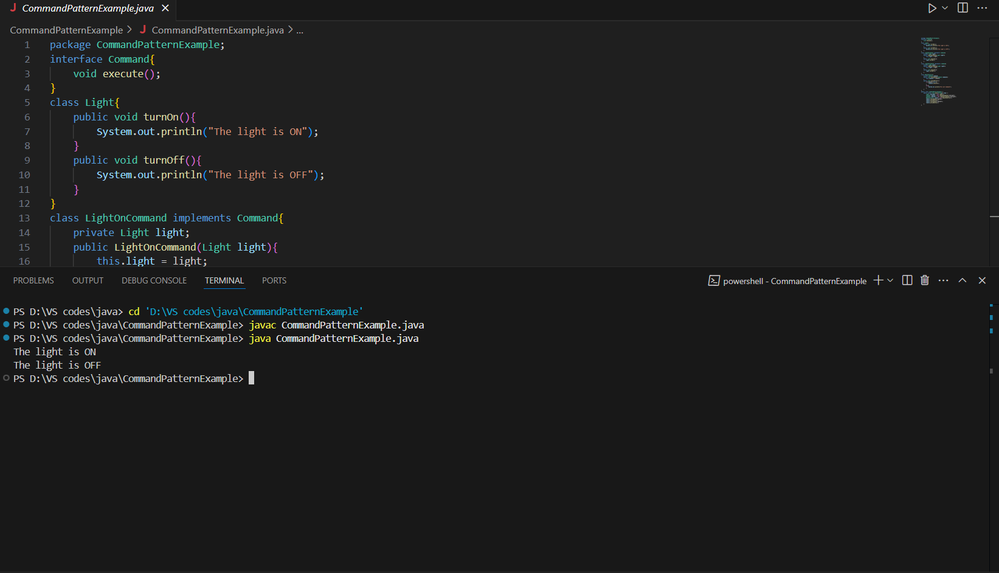 J CommandPatternExample.java ×
CommandPatternExample > J CommandPatternExample.java > ...
1 package CommandPatternExample;
2 interface Command{
3 void execute();
4 }
5 class Light{
6 public void turnOn(){
7 System.out.println("The light is ON");
8 }
9 public void turnOff(){
10 System.out.println("The light is OFF");
11 }
12 }
13 class LightOnCommand implements Command{
14 private Light light;
15 public LightOnCommand(Light light){
16 this.light = light;
PROBLEMS OUTPUT DEBUG CONSOLE TERMINAL PORTS powershell - CommandPatternExample
PS D:\VS codes\java> cd 'D:\VS codes\java\CommandPatternExample'
PS D:\VS codes\java\CommandPatternExample> javac CommandPatternExample.java
PS D:\VS codes\java\CommandPatternExample> java CommandPatternExample.java
The light is ON
The light is OFF
PS D:\VS codes\java\CommandPatternExample>